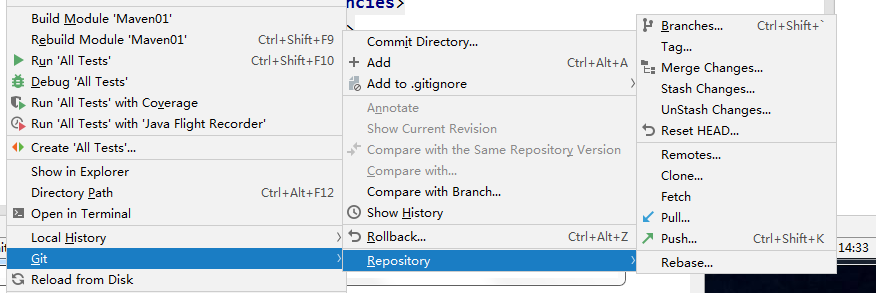 ncies>
>
Build Module 'Maven01'
Rebuild Module 'Maven01' Ctrl+Shift+F9
Run 'All Tests' Ctrl+Shift+F10
Debug 'All Tests'
Run 'All Tests' with Coverage
Run 'All Tests' with 'Java Flight Recorder'
Create 'All Tests'...
Show in Explorer
Directory Path Ctrl+Alt+F12
Open in Terminal
Local History
Git
Reload from Disk
Commit Directory...
Add Ctrl+Alt+A
Add to .gitignore
Annotate
Show Current Revision
Compare with the Same Repository Version
Compare with...
Compare with Branch...
Show History
Rollback... Ctrl+Alt+Z
Repository
Branches... Ctrl+Shift+`
Tag...
Merge Changes...
Stash Changes...
UnStash Changes...
Reset HEAD...
Remotes...
Clone...
Fetch
Pull...
Push... Ctrl+Shift+K
Rebase...
14:33